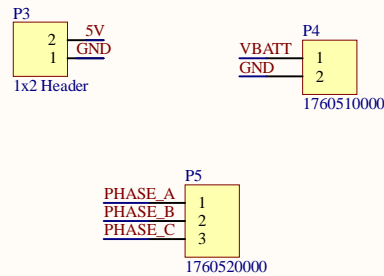 P3
2 5V
1 GND
1x2 Header
P4
VBATT 1
GND 2
1760510000
P5
PHASE_A 1
PHASE_B 2
PHASE_C 3
1760520000